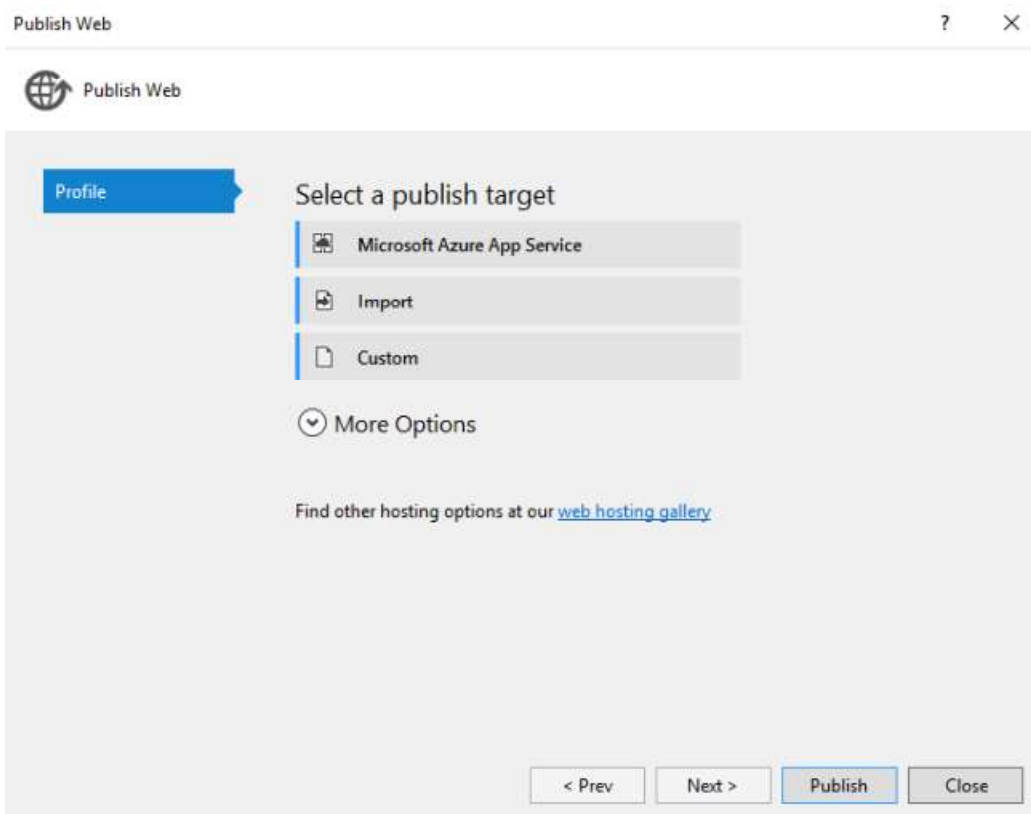 Publish Web
?
Publish Web
Profile
Select a publish target
Microsoft Azure App Service
Import
Custom
More Options
Find other hosting options at our web hosting gallery
< Prev
Next >
Publish
Close